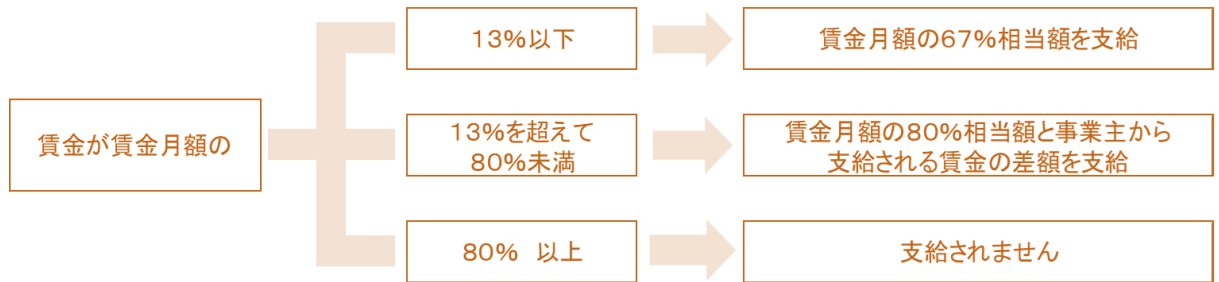 賃金が賃金月額の
13%以下
賃金月額の67%相当額を支給
13%を超えて
80%未満
賃金月額の80%相当額と事業主から
支給される賃金の差額を支給
80%　以上
支給されません